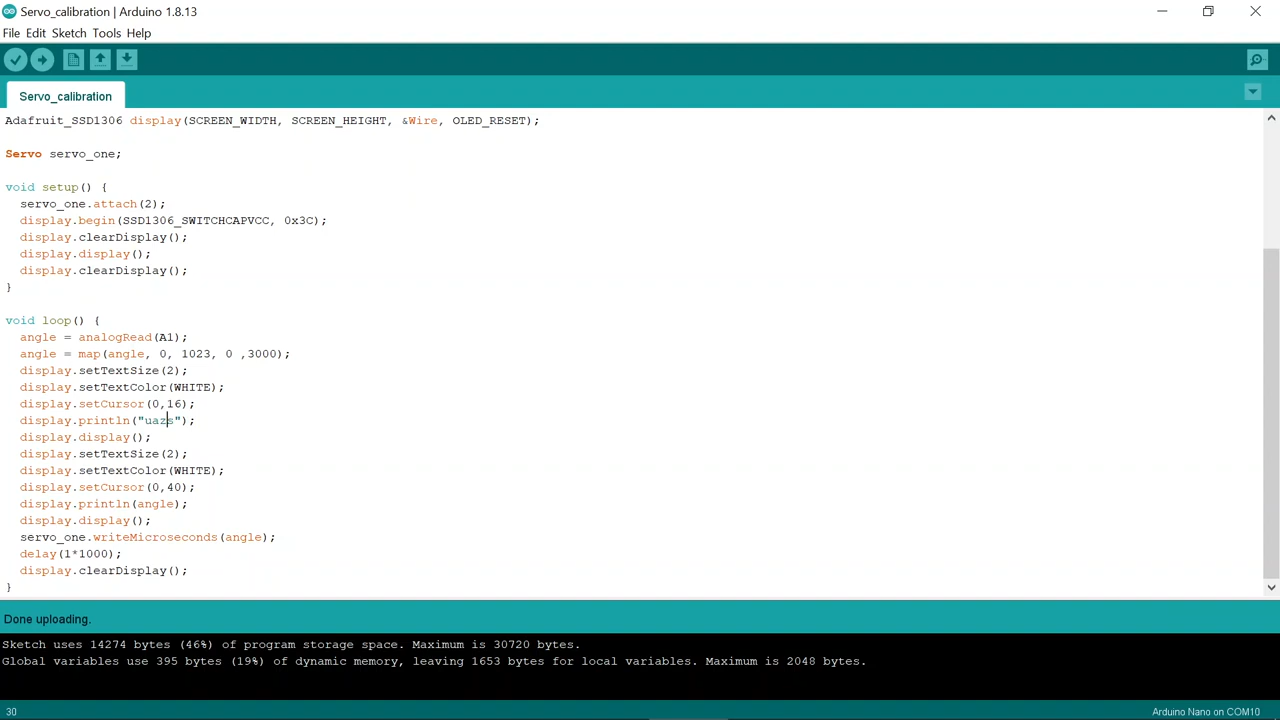 Servo_calibration | Arduino 1.8.13
File Edit Sketch Tools Help
Servo_calibration
Adafruit_SSD1306 display(SCREEN_WIDTH, SCREEN_HEIGHT, &Wire, OLED_RESET);
Servo servo_one;
void setup() {
servo_one.attach(2);
display.begin(SSD1306_SWITCHCAPVCC, 0x3C);
display.clearDisplay();
display.display();
display.clearDisplay();
}
void loop() {
angle = analogRead(A1);
angle = map(angle, 0, 1023, 0 ,3000);
display.setTextSize(2);
display.setTextColor(WHITE);
display.setCursor(0,16);
display.println("uazs");
display.display();
display.setTextSize(2);
display.setTextColor(WHITE);
display.setCursor(0,40);
display.println(angle);
display.display();
servo_one.writeMicroseconds(angle);
delay(1*1000);
display.clearDisplay();
}
Done uploading.
Sketch uses 14274 bytes (46%) of program storage space. Maximum is 30720 bytes.
Global variables use 395 bytes (19%) of dynamic memory, leaving 1653 bytes for local variables. Maximum is 2048 bytes.
30
Arduino Nano on COM10